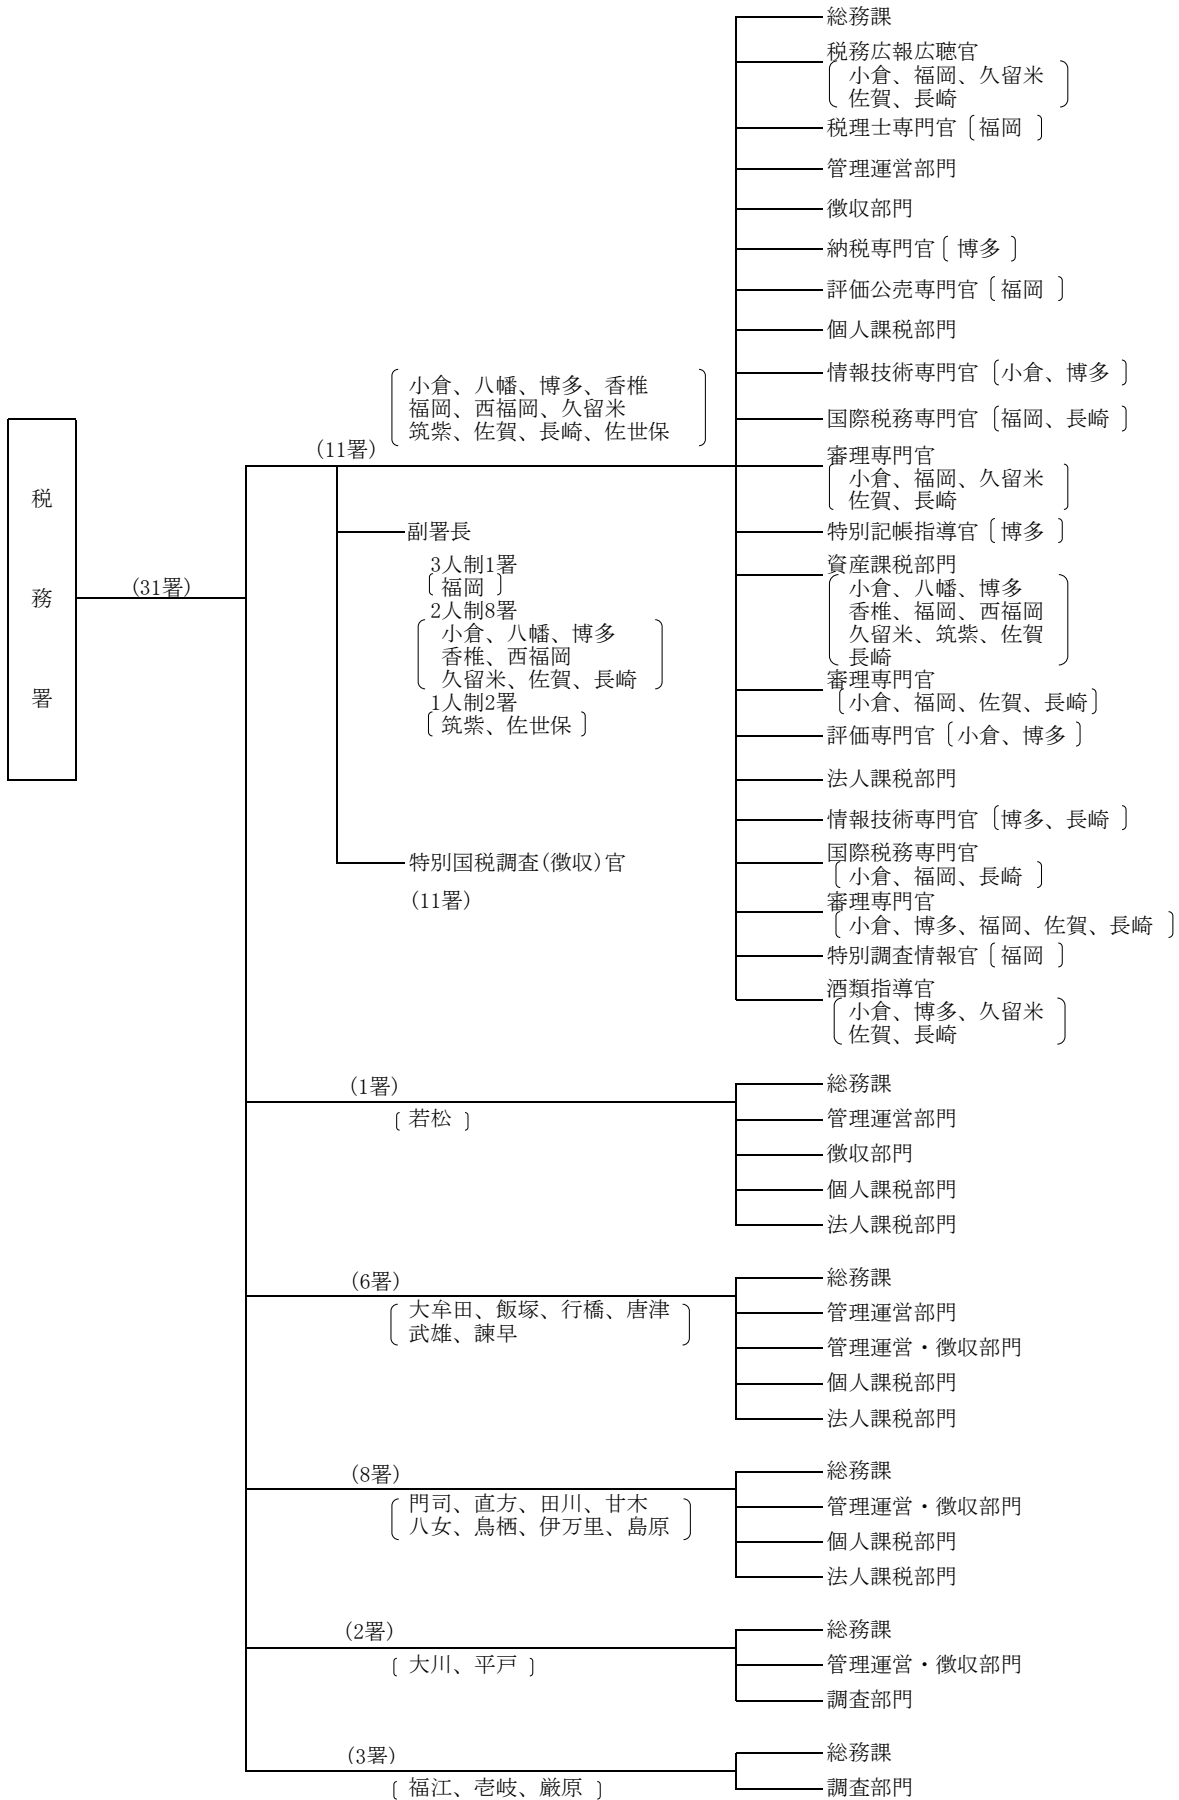 税務署
(31署)
(11署)
小倉、八幡、博多、香椎
福岡、西福岡、久留米
筑紫、佐賀、長崎、佐世保
副署長
3人制1署
〔福岡〕
2人制8署
小倉、八幡、博多
香椎、西福岡
久留米、佐賀、長崎
1人制2署
〔筑紫、佐世保〕
特別国税調査(徴収)官
(11署)
総務課
税務広報広聴官
小倉、福岡、久留米
佐賀、長崎
税理士専門官〔福岡〕
管理運営部門
徴収部門
納税専門官〔博多〕
評価公売専門官〔福岡〕
個人課税部門
情報技術専門官〔小倉、博多〕
国際税務専門官〔福岡、長崎〕
審理専門官
小倉、福岡、久留米
佐賀、長崎
特別記帳指導官〔博多〕
資産課税部門
小倉、八幡、博多
香椎、福岡、西福岡
久留米、筑紫、佐賀
長崎
審理専門官
〔小倉、福岡、佐賀、長崎〕
評価専門官〔小倉、博多〕
法人課税部門
情報技術専門官〔博多、長崎〕
国際税務専門官
〔小倉、福岡、長崎〕
審理専門官
〔小倉、博多、福岡、佐賀、長崎〕
特別調査情報官〔福岡〕
酒類指導官
小倉、博多、久留米
佐賀、長崎
(1署)
〔若松〕
総務課
管理運営部門
徴収部門
個人課税部門
法人課税部門
(6署)
大牟田、飯塚、行橋、唐津
武雄、諫早
総務課
管理運営部門
管理運営・徴収部門
個人課税部門
法人課税部門
(8署)
門司、直方、田川、甘木
八女、鳥栖、伊万里、島原
総務課
管理運営・徴収部門
個人課税部門
法人課税部門
(2署)
〔大川、平戸〕
総務課
管理運営・徴収部門
調査部門
(3署)
〔福江、壱岐、厳原〕
総務課
調査部門